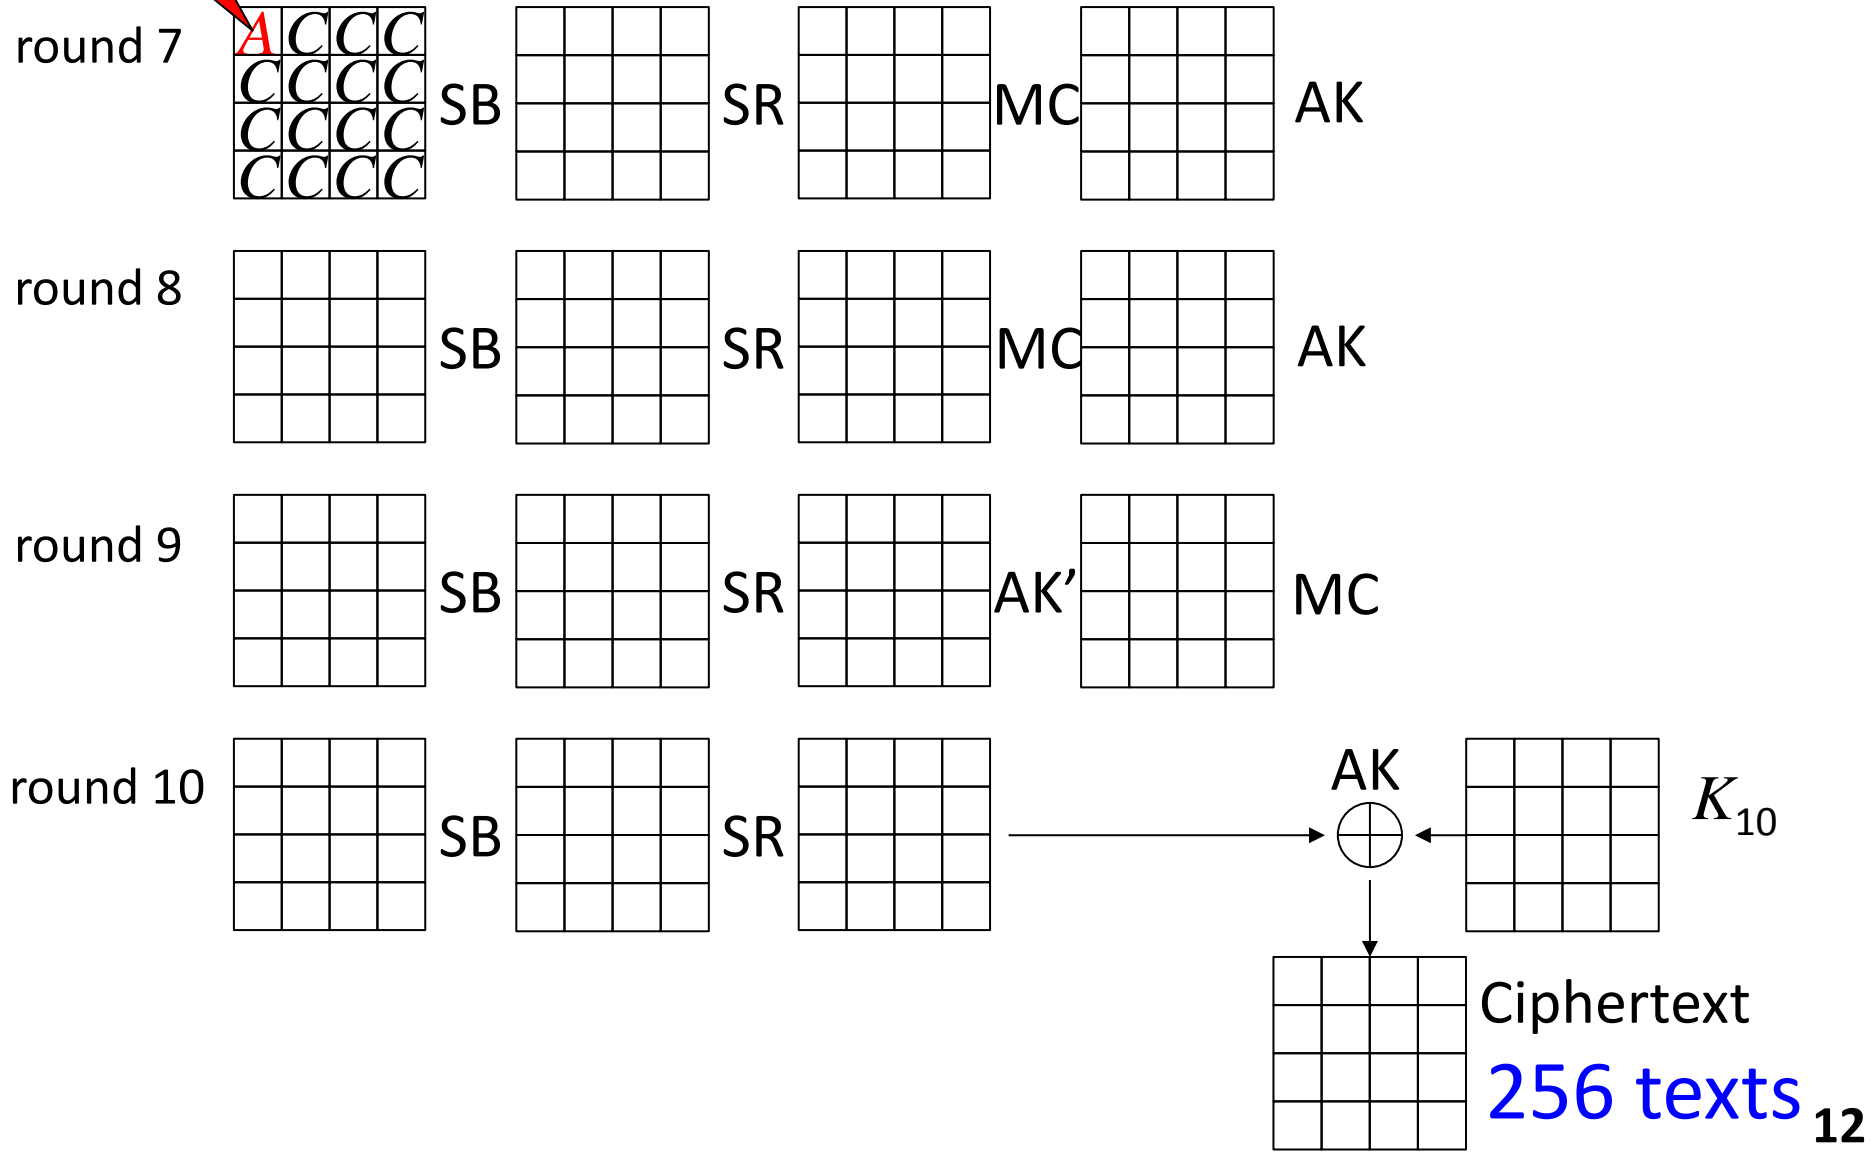 round 7
A C C C
C C C C
C C C C
C C C C
SB
SR
MC
AK
round 8
SB
SR
MC
AK
round 9
SB
SR
AK’
MC
round 10
SB
SR
AK
K10
Ciphertext
256 texts
12